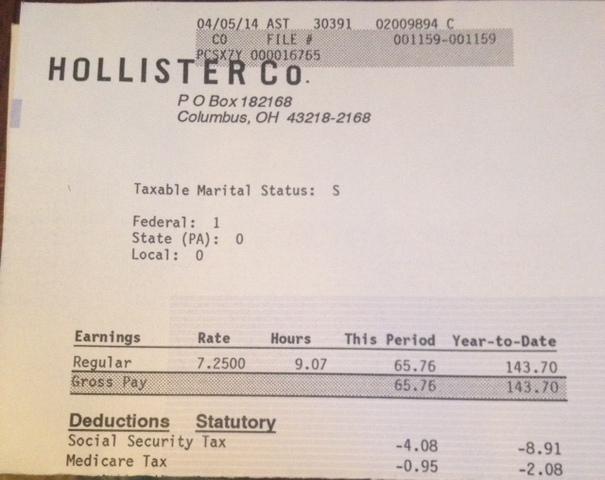 04/05/14 AST 30391 02009894 C
CO FILE # 001159-001159
PCSXZY 000016765
HOLLISTER Co.
P O Box 182168
Columbus, OH 43218-2168
Taxable Marital Status: S
Federal: 1
State (PA): 0
Local: 0
Earnings Rate Hours This Period Year-to-Date
Regular 7.2500 9.07 65.76 143.70
Gross Pay 65.76 143.70
Deductions Statutory
Social Security Tax -4.08 -8.91
Medicare Tax -0.95 -2.08